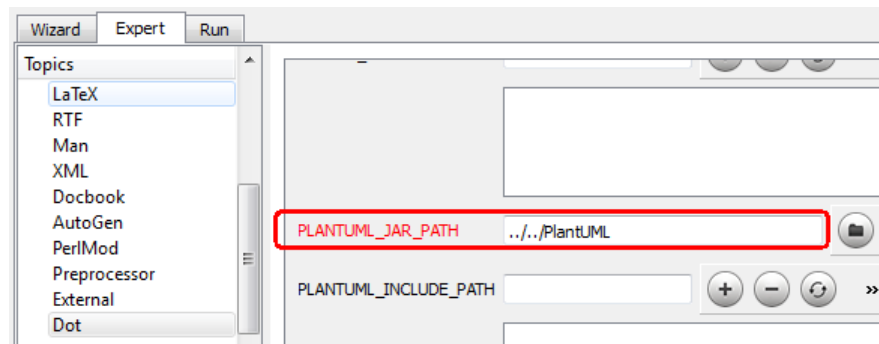 Wizard Expert Run
Topics
LaTeX
RTF
Man
XML
Docbook
AutoGen
PerlMod
Preprocessor
External
Dot
PLANTUML_JAR_PATH ../../PlantUML
PLANTUML_INCLUDE_PATH